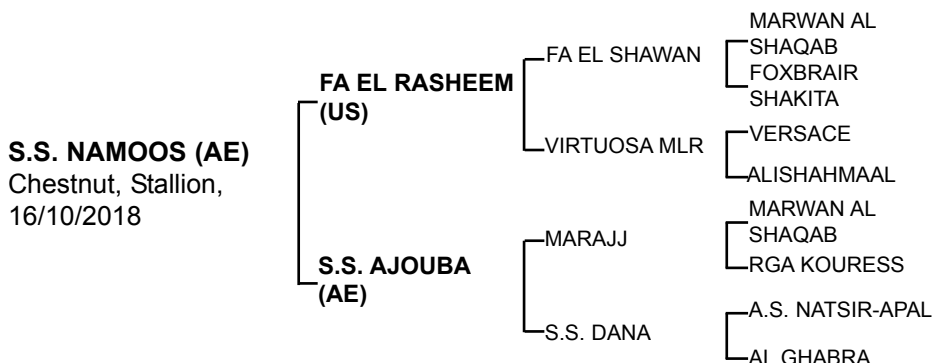 S.S. NAMOOS (AE)
Chestnut, Stallion,
16/10/2018
FA EL RASHEEM
(US)
S.S. AJOUBA
(AE)
FA EL SHAWAN
VIRTUOSA MLR
MARAJJ
S.S. DANA
MARWAN AL
SHAQAB
FOXBRAIR
SHAKITA
VERSACE
ALISHAHMAAL
MARWAN AL
SHAQAB
RGA KOURESS
A.S. NATSIR-APAL
AL GHABRA